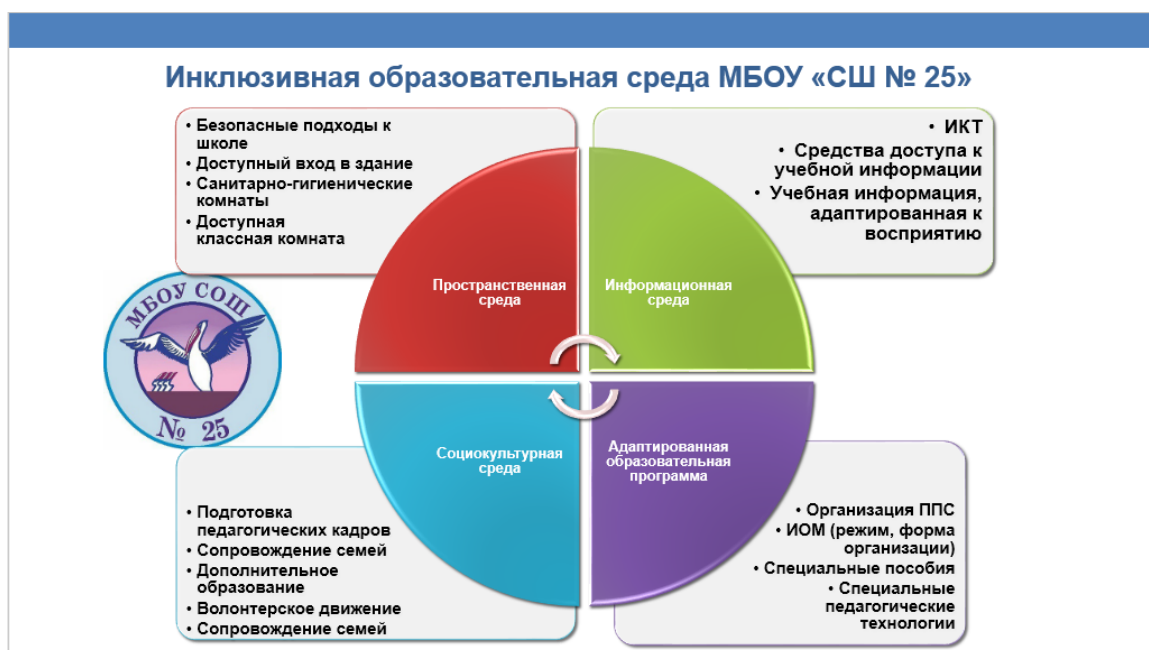 Инклюзивная образовательная среда МБОУ «СШ № 25»
• Безопасные подходы к
школе
• Доступный вход в здание
• Санитарно-гигиенические
комнаты
• Доступная
классная комната
• ИКТ
• Средства доступа к
учебной информации
• Учебная информация,
адаптированная к
восприятию
Пространственная
среда
Информационная
среда
МБОУ СОШ
№ 25
Социокультурная
среда
Адаптированная
образовательная
программа
• Подготовка
педагогических кадров
• Сопровождение семей
• Дополнительное
образование
• Волонтерское движение
• Сопровождение семей
• Организация ППС
• ИОМ (режим, форма
организации)
• Специальные пособия
• Специальные
педагогические
технологии